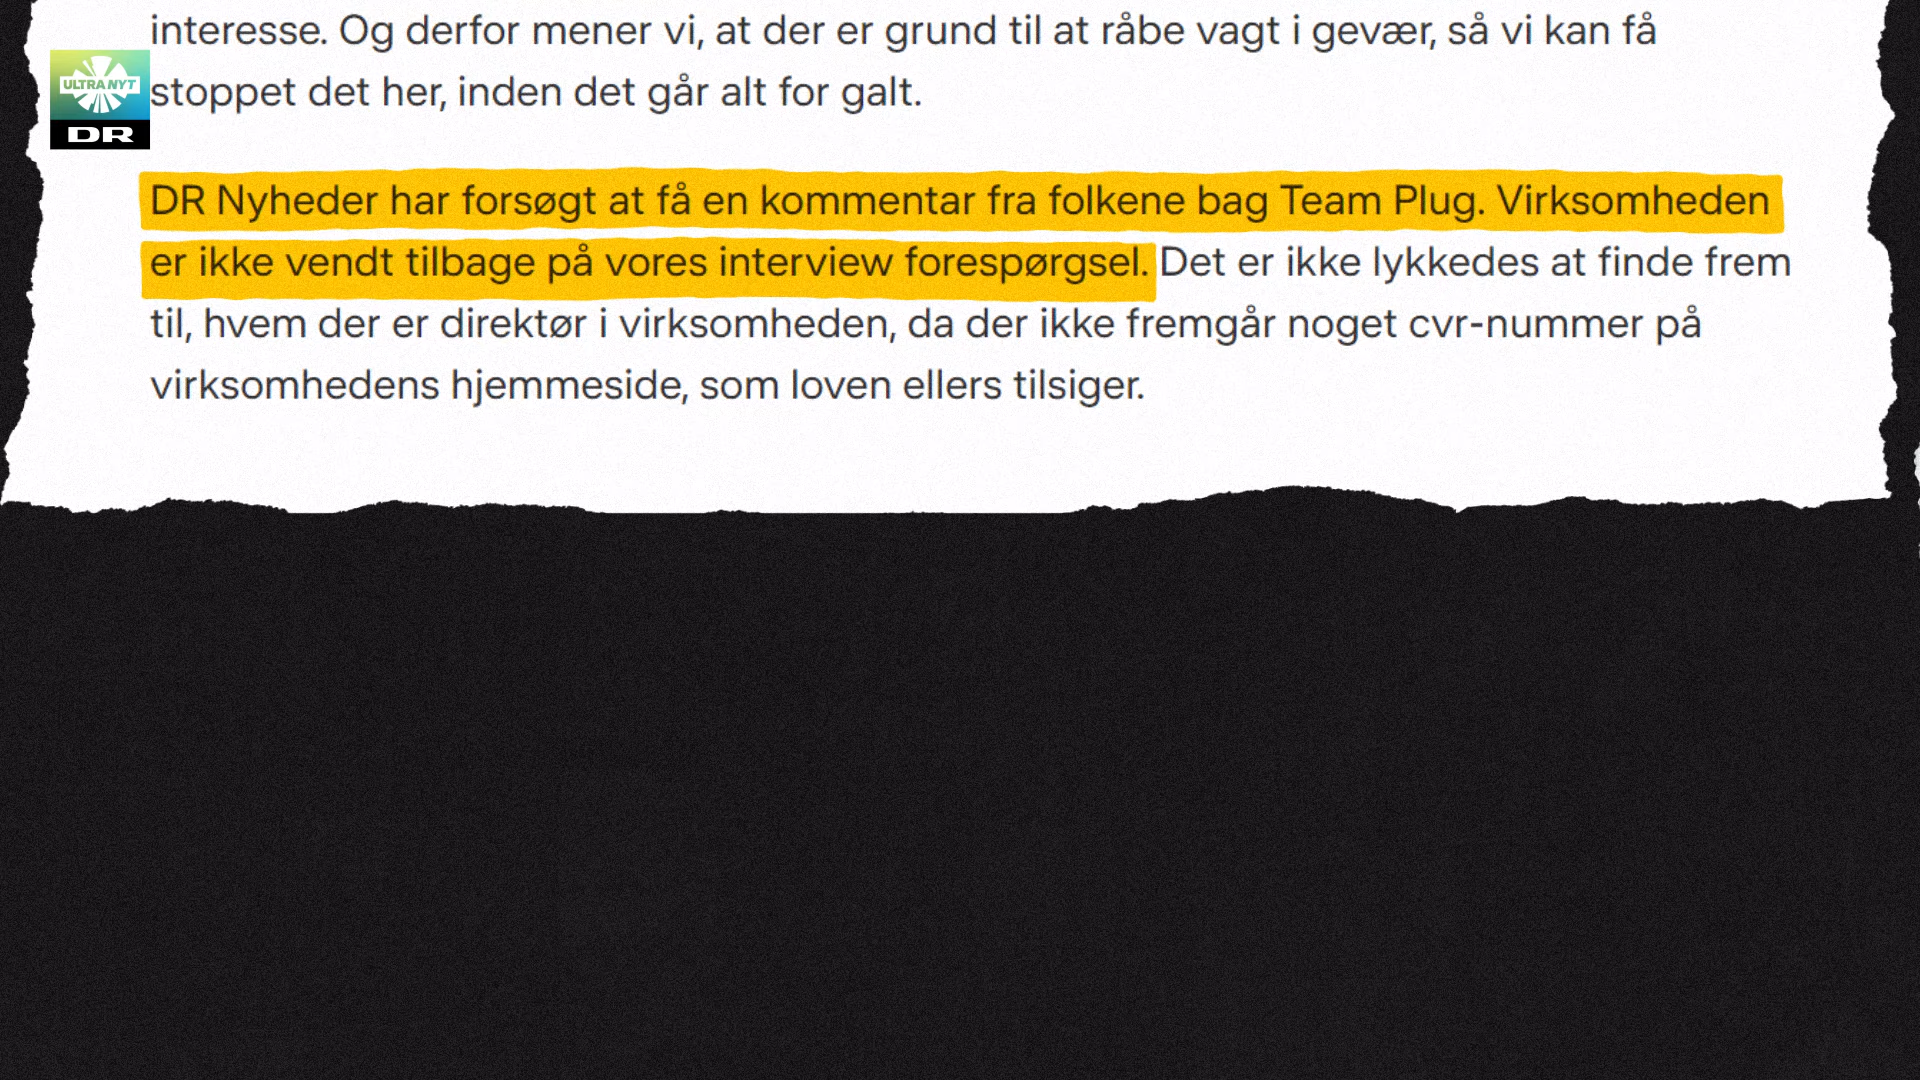 interesse. Og derfor mener vi, at der er grund til at råbe vagt i gevær, så vi kan få
stoppet det her, inden det går alt for galt.
ULTRA NYT
DR
DR Nyheder har forsøgt at få en kommentar fra folkene bag Team Plug. Virksomheden
er ikke vendt tilbage på vores interview forespørgsel. Det er ikke lykkedes at finde frem
til, hvem der er direktør i virksomheden, da der ikke fremgår noget cvr-nummer på
virksomhedens hjemmeside, som loven ellers tilsiger.